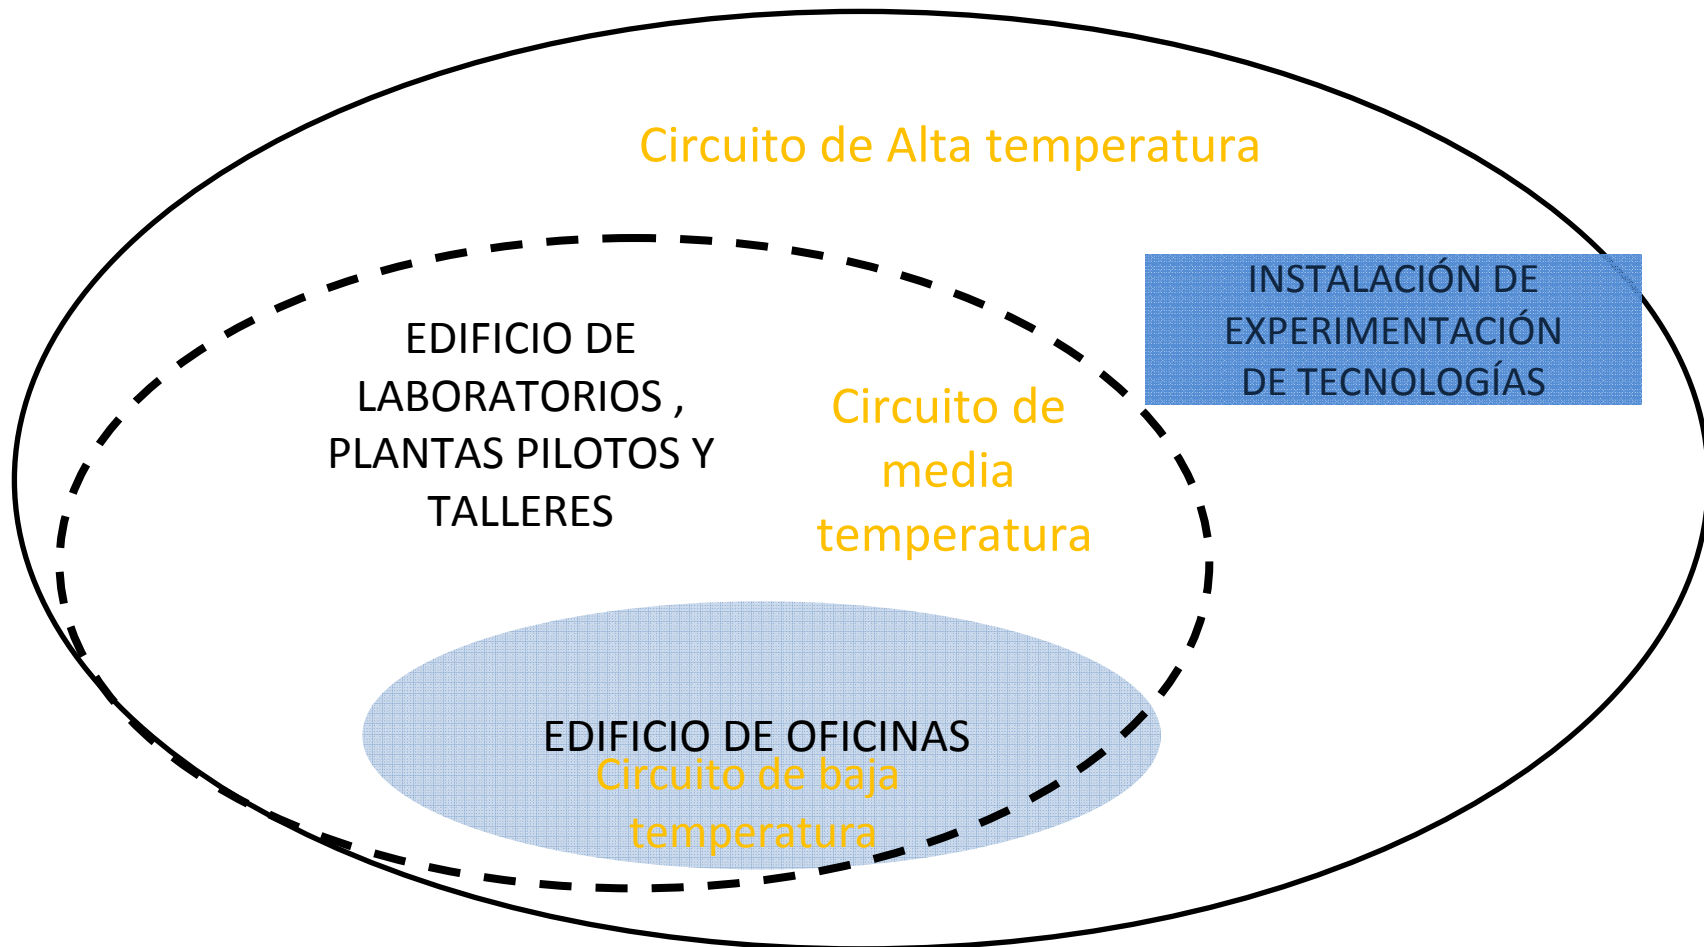 Circuito de Alta temperatura
INSTALACIÓN DE
EXPERIMENTACIÓN
DE TECNOLOGÍAS
EDIFICIO DE
LABORATORIOS ,
PLANTAS PILOTOS Y
TALLERES
Circuito de
media
temperatura
EDIFICIO DE OFICINAS
Circuito de baja
temperatura